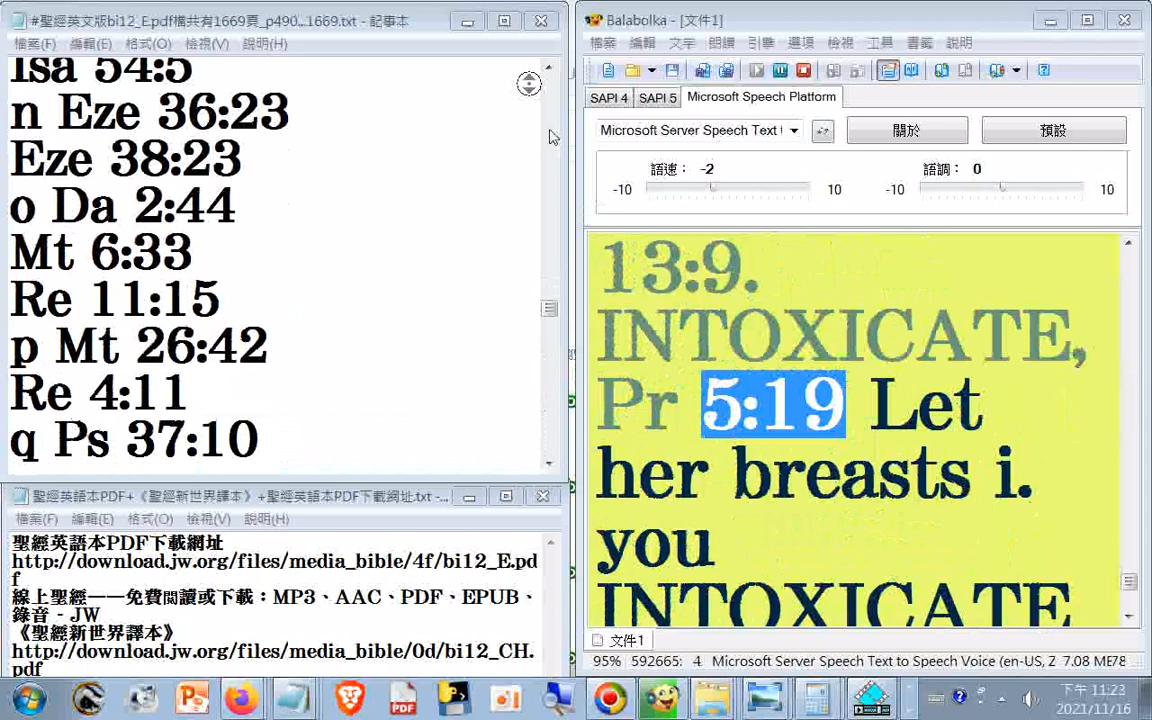 #聖經英文版bi12_E.pdf檔共有1669頁_p490...1669.txt - 記事本
檔案(F) 編輯(E) 格式(O) 檢視(V) 說明(H)
Isa 54:5
n Eze 36:23
Eze 38:23
o Da 2:44
Mt 6:33
Re 11:15
p Mt 26:42
Re 4:11
q Ps 37:10
聖經英語本PDF+《聖經新世界譯本》+聖經英語本PDF下載網址.txt -...
檔案(F) 編輯(E) 格式(O) 檢視(V) 說明(H)
聖經英語本PDF下載網址
http://download.jw.org/files/media_bible/4f/bi12_E.pd
f
線上聖經——免費閱讀或下載：MP3、AAC、PDF、EPUB、
錄音 - JW
《聖經新世界譯本》
http://download.jw.org/files/media_bible/0d/bi12_CH.
pdf
Balabolka - [文件1]
檔案 編輯 文字 朗讀 引擎 選項 檢視 工具 書籤 說明
SAPI 4 SAPI 5 Microsoft Speech Platform
Microsoft Server Speech Text 關於 預設
語速： -2 語調： 0
-10 10 -10 10
13:9.
INTOXICATE,
Pr 5:19 Let
her breasts i.
you
INTOXICATE
文件1
95% 592665: 4 Microsoft Server Speech Text to Speech Voice (en-US, Z 7.08 ME78
PDF
下午 11:23
2021/11/16